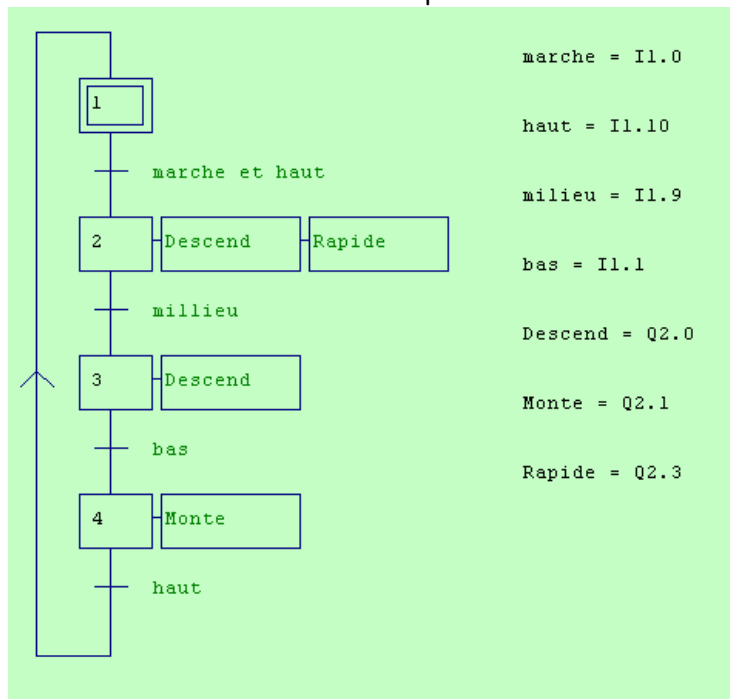 marche = I1.0
1
haut = I1.10
marche et haut
milieu = I1.9
2 Descend Rapide
bas = I1.1
millieu
Descend = Q2.0
3 Descend
Monte = Q2.1
bas
Rapide = Q2.3
4 Monte
haut